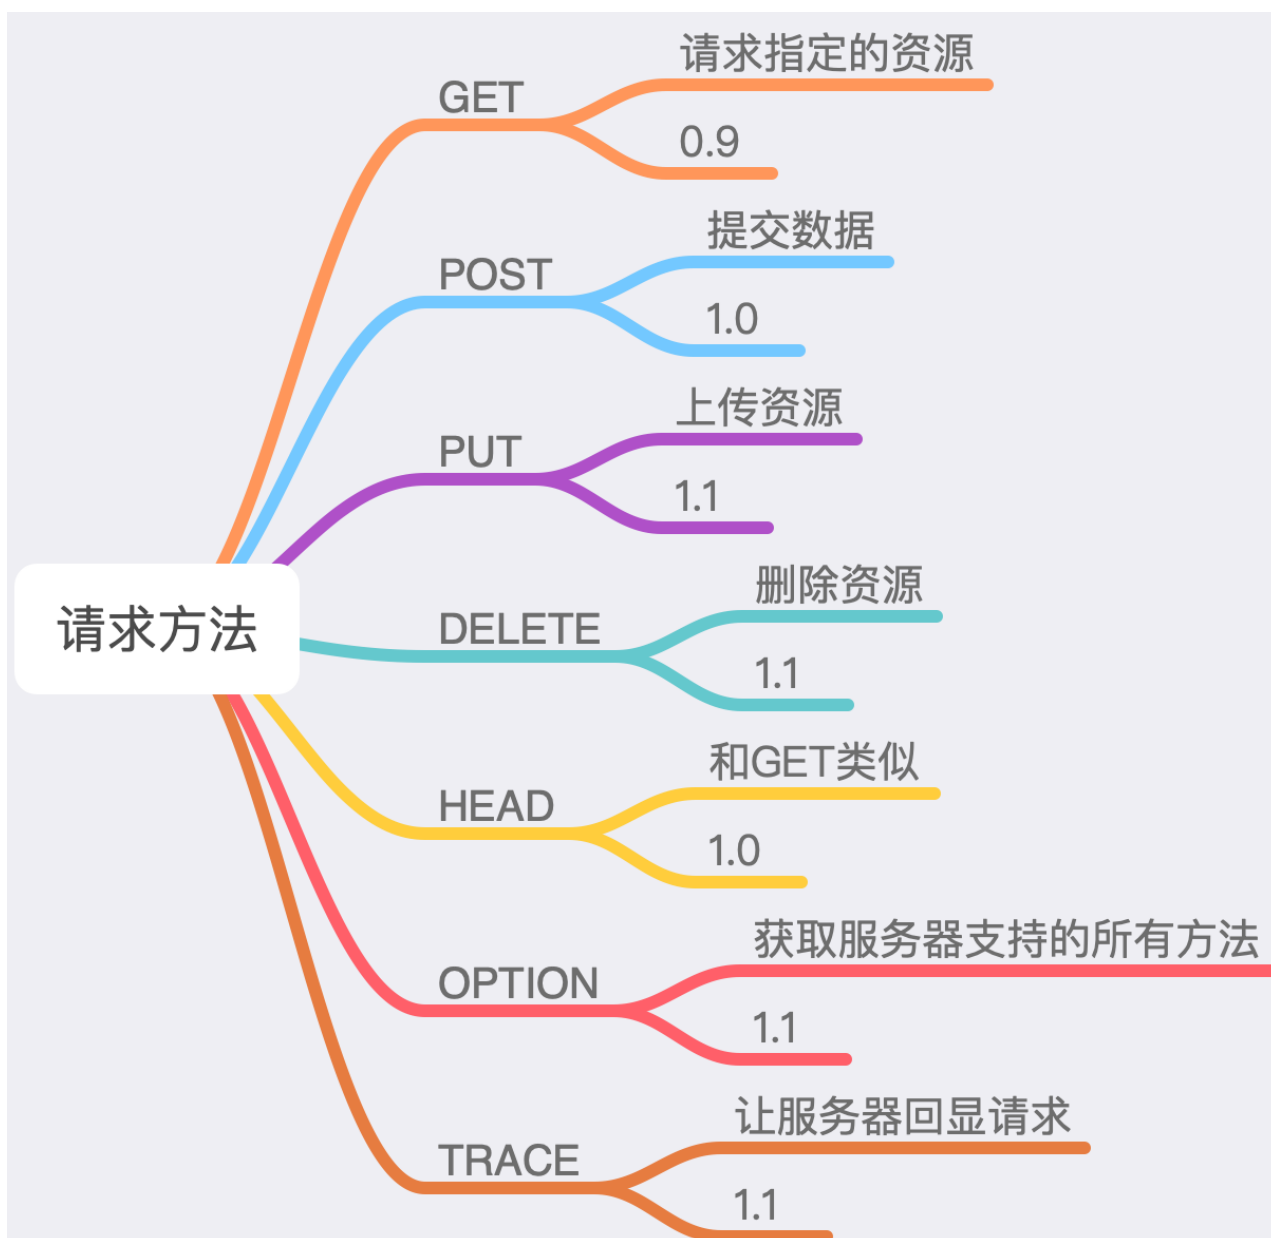 请求方法
GET
请求指定的资源
0.9
POST
提交数据
1.0
PUT
上传资源
1.1
DELETE
删除资源
1.1
HEAD
和GET类似
1.0
OPTION
获取服务器支持的所有方法
1.1
TRACE
让服务器回显请求
1.1